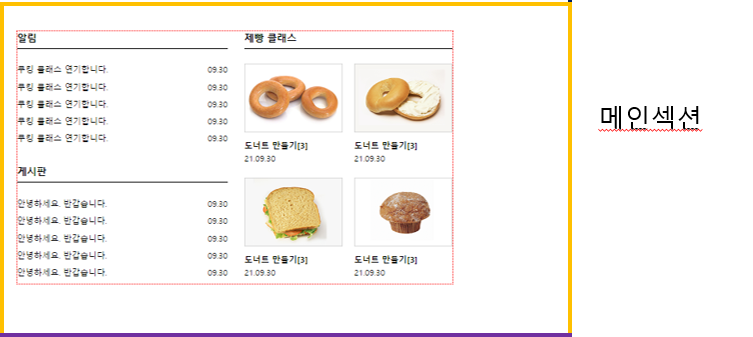 알림
쿠킹 클래스 연기합니다. 09.30
쿠킹 클래스 연기합니다. 09.30
쿠킹 클래스 연기합니다. 09.30
쿠킹 클래스 연기합니다. 09.30
쿠킹 클래스 연기합니다. 09.30
게시판
안녕하세요. 반갑습니다. 09.30
안녕하세요. 반갑습니다. 09.30
안녕하세요. 반갑습니다. 09.30
안녕하세요. 반갑습니다. 09.30
안녕하세요. 반갑습니다. 09.30
제빵 클래스
도너트 만들기[3]
21.09.30
도너트 만들기[3]
21.09.30
도너트 만들기[3]
21.09.30
도너트 만들기[3]
21.09.30
메인섹션